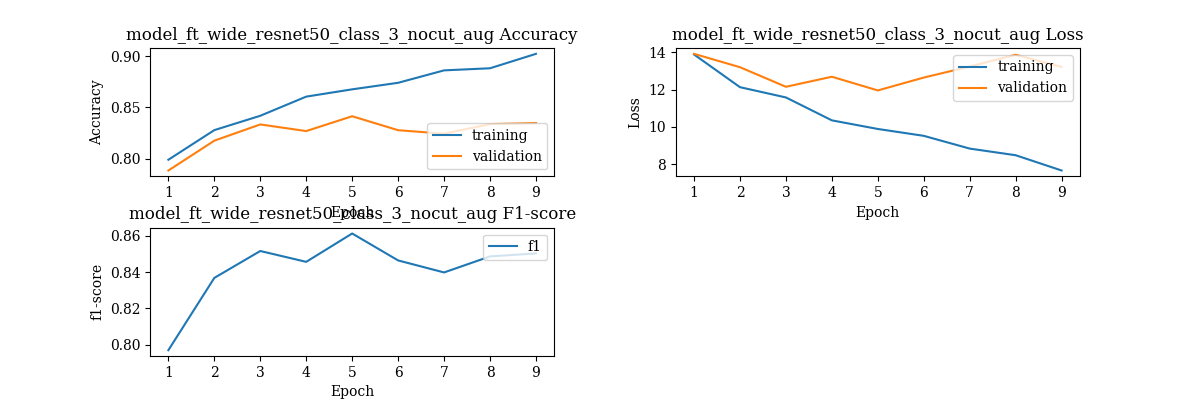 model_ft_wide_resnet50_class_3_nocut_aug Accuracy
0.90
0.85
0.80
Accuracy
training
validation
1 2 3 4 5 6 7 8 9
Epoch
model_ft_wide_resnet50_class_3_nocut_aug Loss
14
12
10
8
Loss
training
validation
1 2 3 4 5 6 7 8 9
Epoch
model_ft_wide_resnet50_class_3_nocut_aug F1-score
0.86
0.84
0.82
0.80
f1-score
f1
1 2 3 4 5 6 7 8 9
Epoch